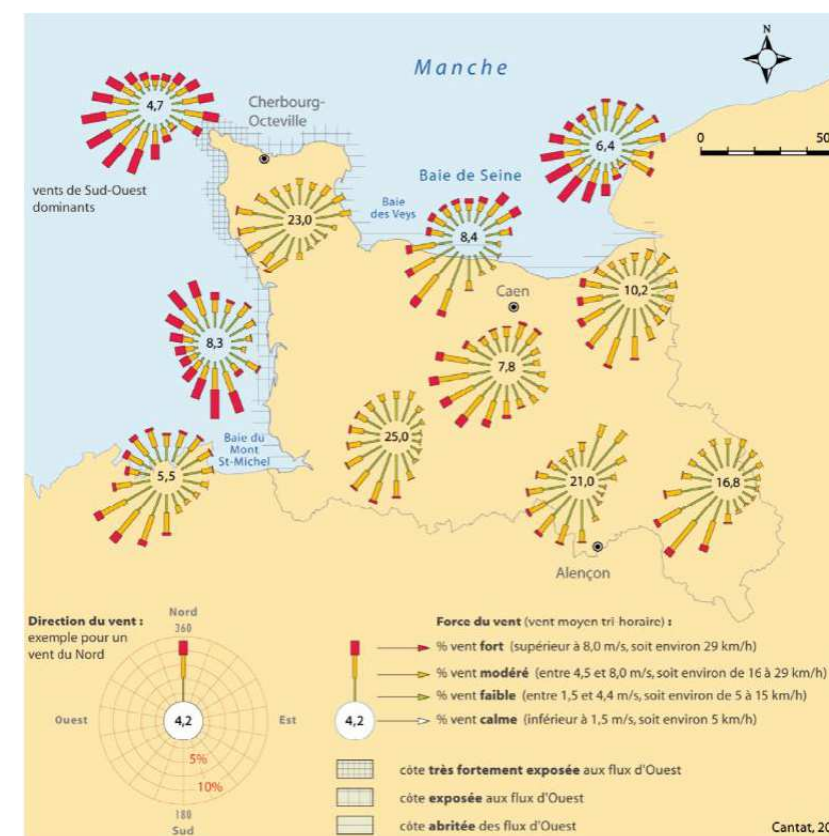 N
Manche
4,7
Cherbourg-
Octeville
6,4
0
50
vents de Sud-Ouest
dominants
Baie de Seine
Baie
des Veys
23,0
8,4
10,2
Caen
8,3
7,8
25,0
Baie du
Mont
St-Michel
5,5
21,0
16,8
Alençon
Direction du vent :
exemple pour un
vent du Nord
Nord
360
Ouest
4,2
Est
5%
10%
180
Sud
Force du vent (vent moyen tri-horaire) :
% vent fort (supérieur à 8,0 m/s, soit environ 29 km/h)
% vent modéré (entre 4,5 et 8,0 m/s, soit environ de 16 à 29 km/h)
% vent faible (entre 1,5 et 4,4 m/s, soit environ de 5 à 15 km/h)
4,2
% vent calme (inférieur à 1,5 m/s, soit environ 5 km/h)
côte très fortement exposée aux flux d'Ouest
côte exposée aux flux d'Ouest
côte abritée des flux d'Ouest
Cantat, 20